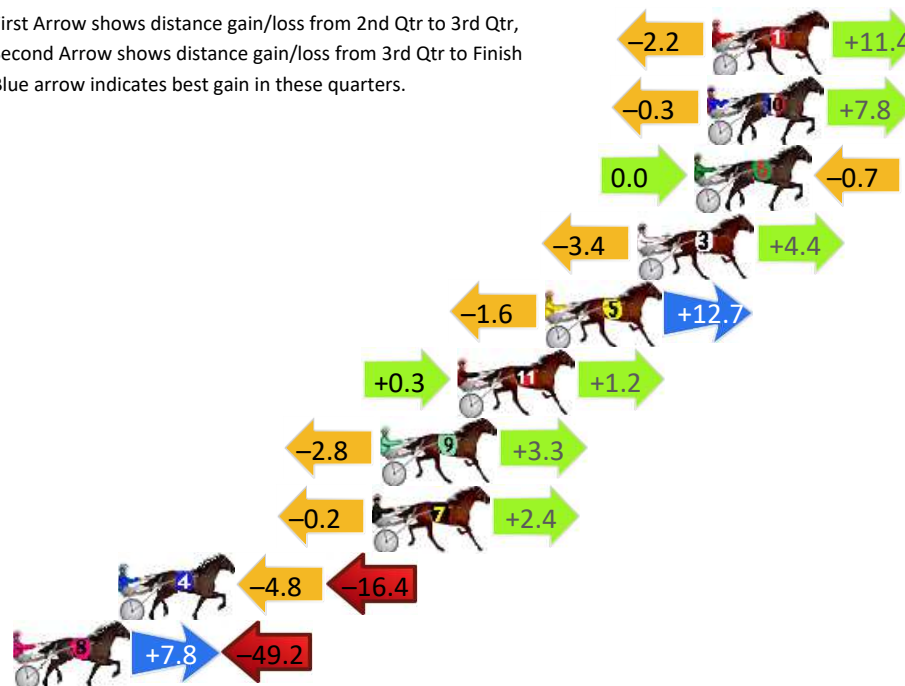 irst Arrow shows distance gain/loss from 2nd Qtr to 3rd Qtr,
econd Arrow shows distance gain/loss from 3rd Qtr to Finish
lue arrow indicates best gain in these quarters.
–2.2 1 +11.4
–0.3 10 +7.8
0.0 6 –0.7
–3.4 3 +4.4
–1.6 5 +12.7
+0.3 11 +1.2
–2.8 9 +3.3
–0.2 7 +2.4
4 –4.8 –16.4
8 +7.8 –49.2